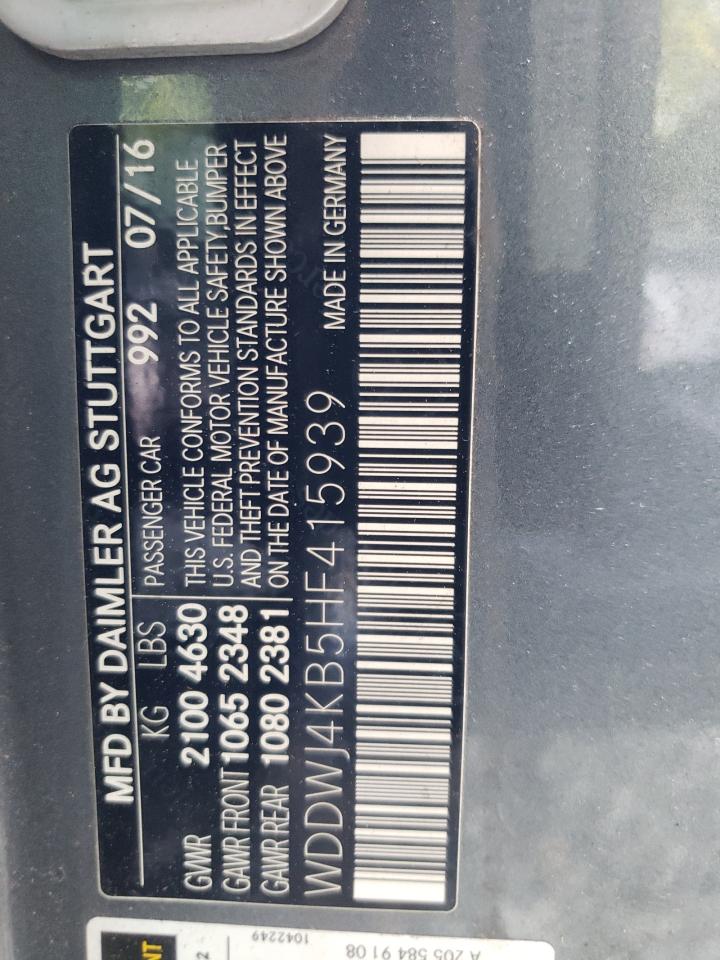 MFD BY DAIMLER AG STUTTGART
KG LBS PASSENGER CAR 992 07/16
GVWR 2100 4630 THIS VEHICLE CONFORMS TO ALL APPLICABLE
GAWR FRONT 1065 2348 U.S. FEDERAL MOTOR VEHICLE SAFETY,BUMPER
AND THEFT PREVENTION STANDARDS IN EFFECT
GAWR REAR 1080 2381 ON THE DATE OF MANUFACTURE SHOWN ABOVE
WDDWJ4KB5HF415939 MADE IN GERMANY
1042249
A 205 584 91 08